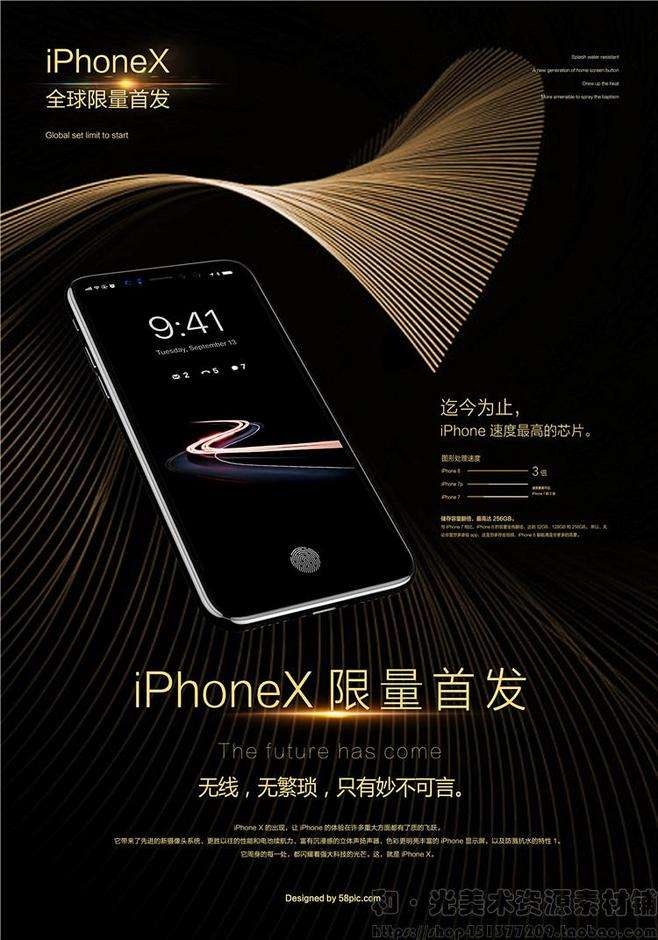 iPhoneX
全球限量首发
Global set limit to start
Splash water resistant
A new generation of home screen button
Drew up the heat
More amenable to spray the baptism
9:41
Tuesday, September 13
2 5 7
迄今为止，
iPhone 速度最高的芯片。
图形处理速度
iPhone 8
3 倍
iPhone 7p
iPhone 7
储存容量翻倍，最高达 256GB。
iPhoneX 限量首发
The future has come
无线，无繁琐，只有妙不可言。
iPhone X 的出现，让 iPhone 的体验在许多重大方面都有了质的飞跃。
它带来了先进的新摄像头系统、更胜以往的性能和电池续航力、富有沉浸感的立体声扬声器、色彩更明亮丰富的 iPhone 显示屏，以及防溅抗水的特性 1。
它周身的每一处，都闪耀着强大科技的光芒。这，就是 iPhone X。
Designed by 58pic.com
和·光美术资源素材铺
https://shop151377209.taobao.com